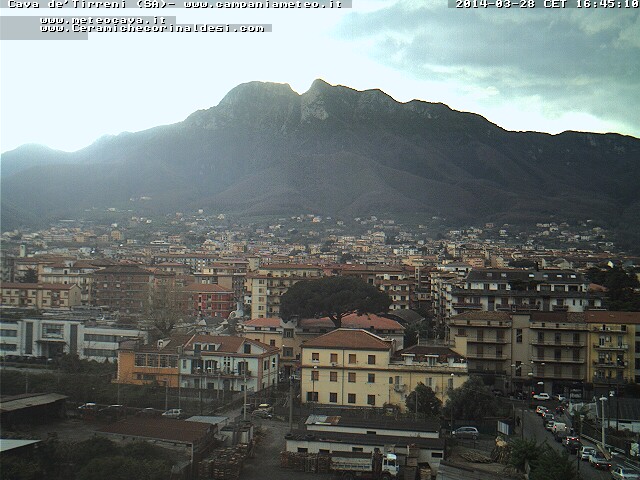 Cava de'Tirreni (SA)- www.campaniameteo.it 2014-03-28 CET 16:45:10
www.meteocava.it
www.Ceramichecorinaldesi.com